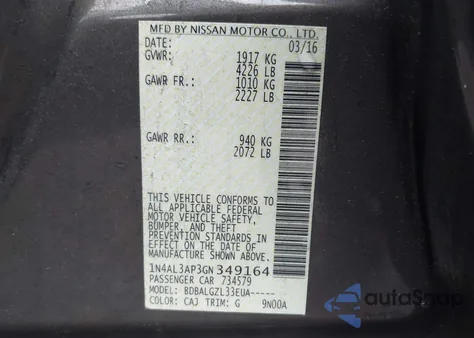 MFD BY NISSAN MOTOR CO., LTD.
DATE: 03/16
GVWR: 1917 KG
4226 LB
GAWR FR.: 1010 KG
2227 LB
GAWR RR.: 940 KG
2072 LB
THIS VEHICLE CONFORMS TO
ALL APPLICABLE FEDERAL
MOTOR VEHICLE SAFETY,
BUMPER, AND THEFT
PREVENTION STANDARDS IN
EFFECT ON THE DATE OF
MANUFACTURE SHOWN ABOVE.
1N4AL3AP3GN349164
PASSENGER CAR 734579
MODEL: BDBALGZL33EUA-----
COLOR: CAJ TRIM: G 9N00A
AutoSnap